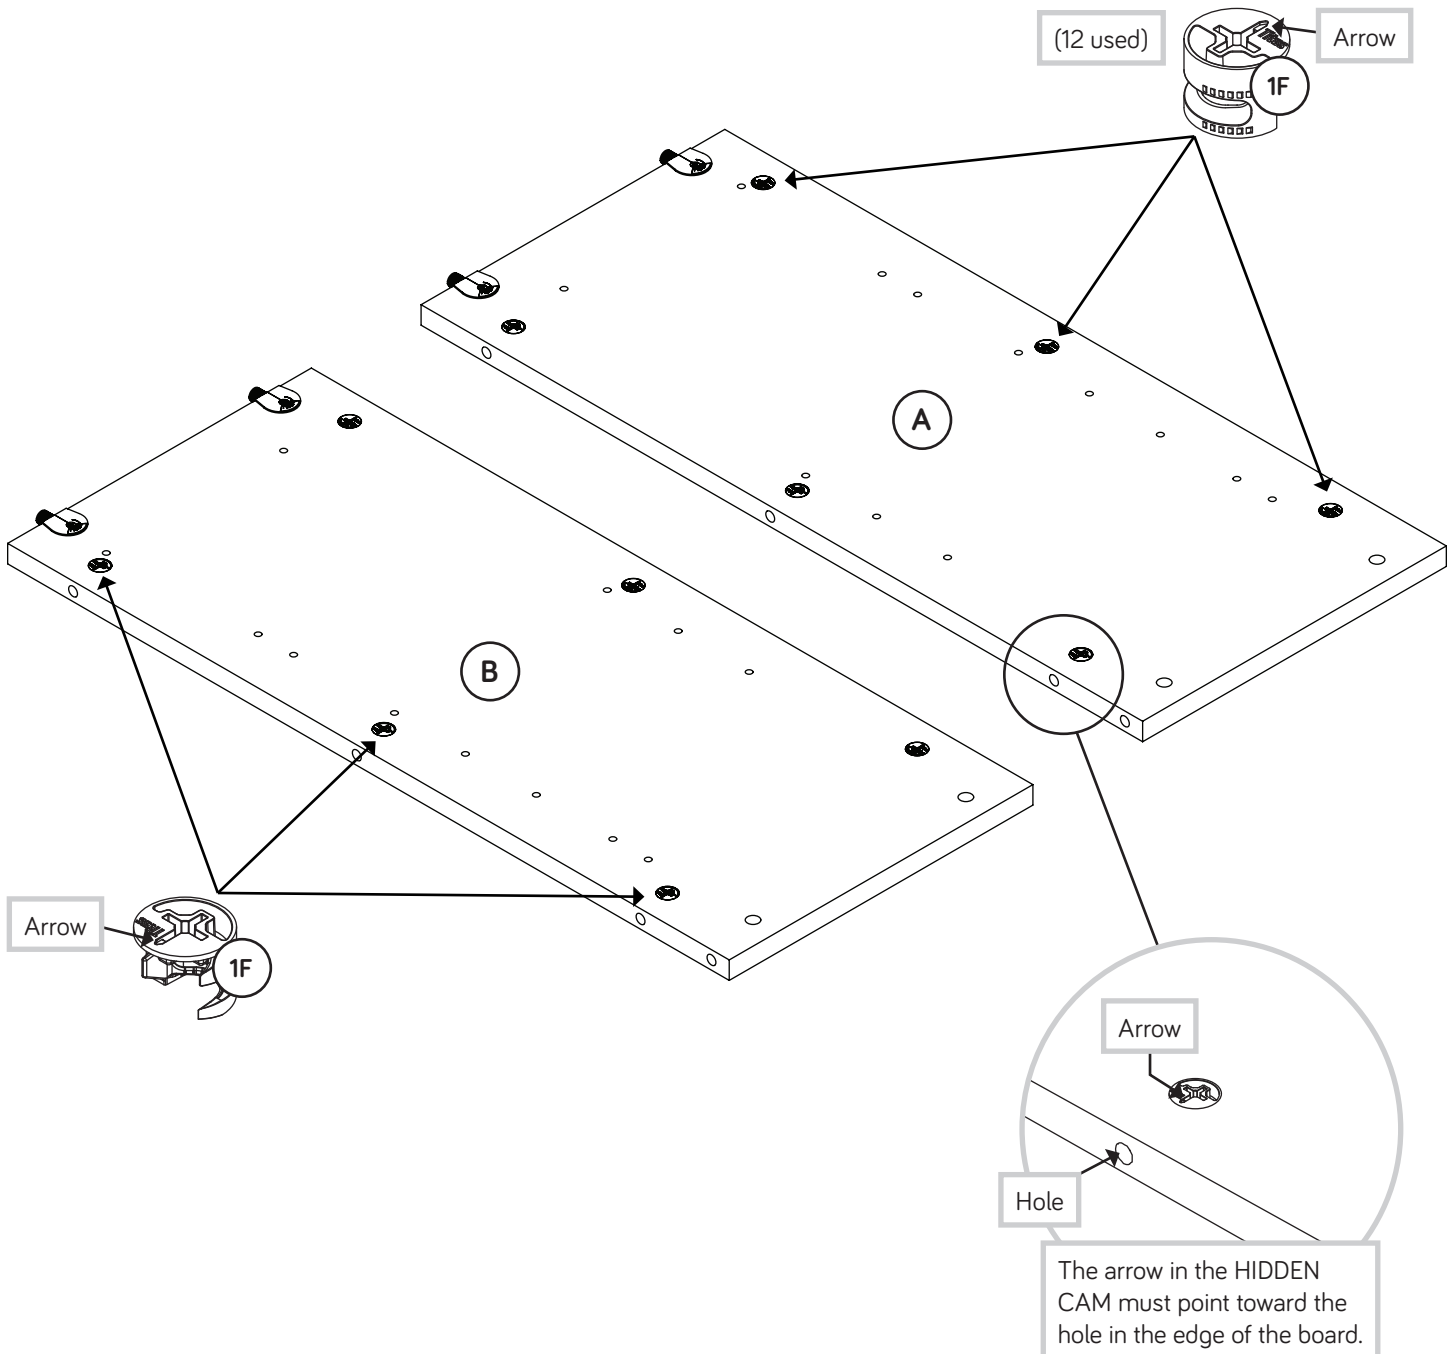 (12 used)
Arrow
1F
A
B
Arrow
1F
Arrow
Hole
The arrow in the HIDDEN
CAM must point toward the
hole in the edge of the board.